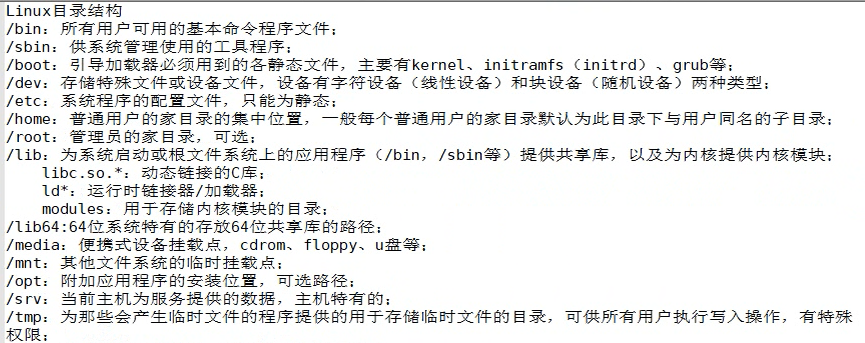 Linux目录结构
/bin: 所有用户可用的基本命令程序文件;
/sbin: 供系统管理使用的工具程序;
/boot: 引导加载器必须用到的各静态文件，主要有kernel、initramfs（initrd）、grub等;
/dev: 存储特殊文件或设备文件，设备有字符设备（线性设备）和块设备（随机设备）两种类型;
/etc: 系统程序的配置文件，只能为静态;
/home: 普通用户的家目录的集中位置，一般每个普通用户的家目录默认为此目录下与用户同名的子目录;
/root: 管理员的家目录，可选;
/lib: 为系统启动或根文件系统上的应用程序（/bin，/sbin等）提供共享库，以及为内核提供内核模块;
    libc.so.*: 动态链接的C库;
    ld*: 运行时链接器/加载器;
    modules: 用于存储内核模块的目录;
/lib64:64位系统特有的存放64位共享库的路径;
/media: 便携式设备挂载点，cdrom、floppy、u盘等;
/mnt: 其他文件系统的临时挂载点;
/opt: 附加应用程序的安装位置，可选路径;
/srv: 当前主机为服务提供的数据，主机特有的;
/tmp: 为那些会产生临时文件的程序提供的用于存储临时文件的目录，可供所有用户执行写入操作，有特殊
权限;